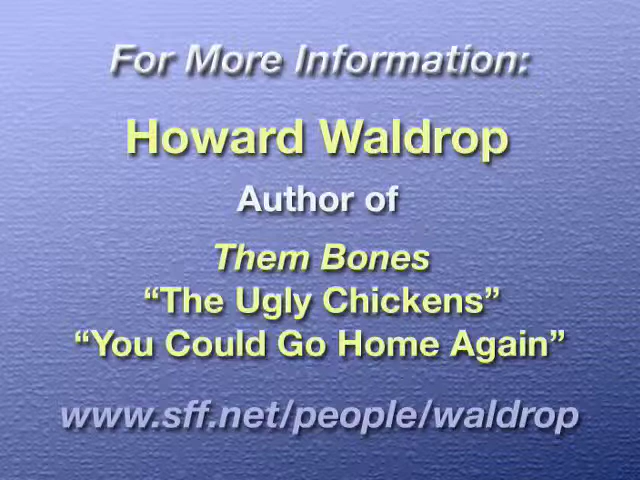 For More Information:
Howard Waldrop
Author of
Them Bones
“The Ugly Chickens”
“You Could Go Home Again”
www.sff.net/people/waldrop